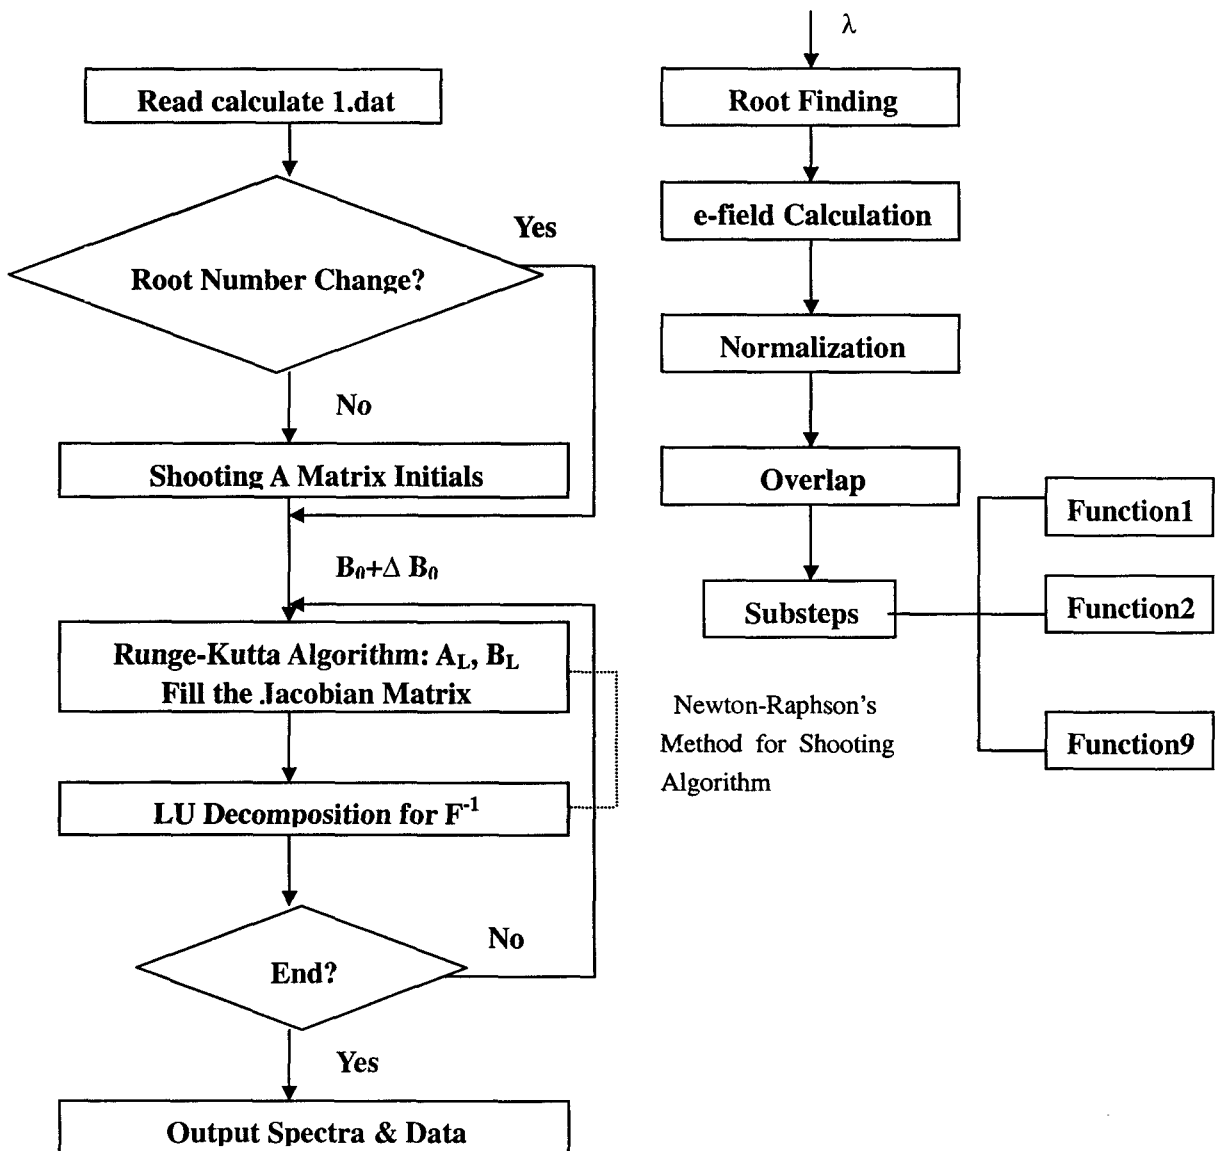 Read calculate 1.dat
Root Number Change?
Yes
No
Shooting A Matrix Initials
B₀+Δ B₀
Runge-Kutta Algorithm: A_L, B_L
Fill the Jacobian Matrix
LU Decomposition for F⁻¹
End?
No
Yes
Output Spectra & Data
λ
Root Finding
e-field Calculation
Normalization
Overlap
Substeps
Function1
Function2
Function9
Newton-Raphson's
Method for Shooting
Algorithm